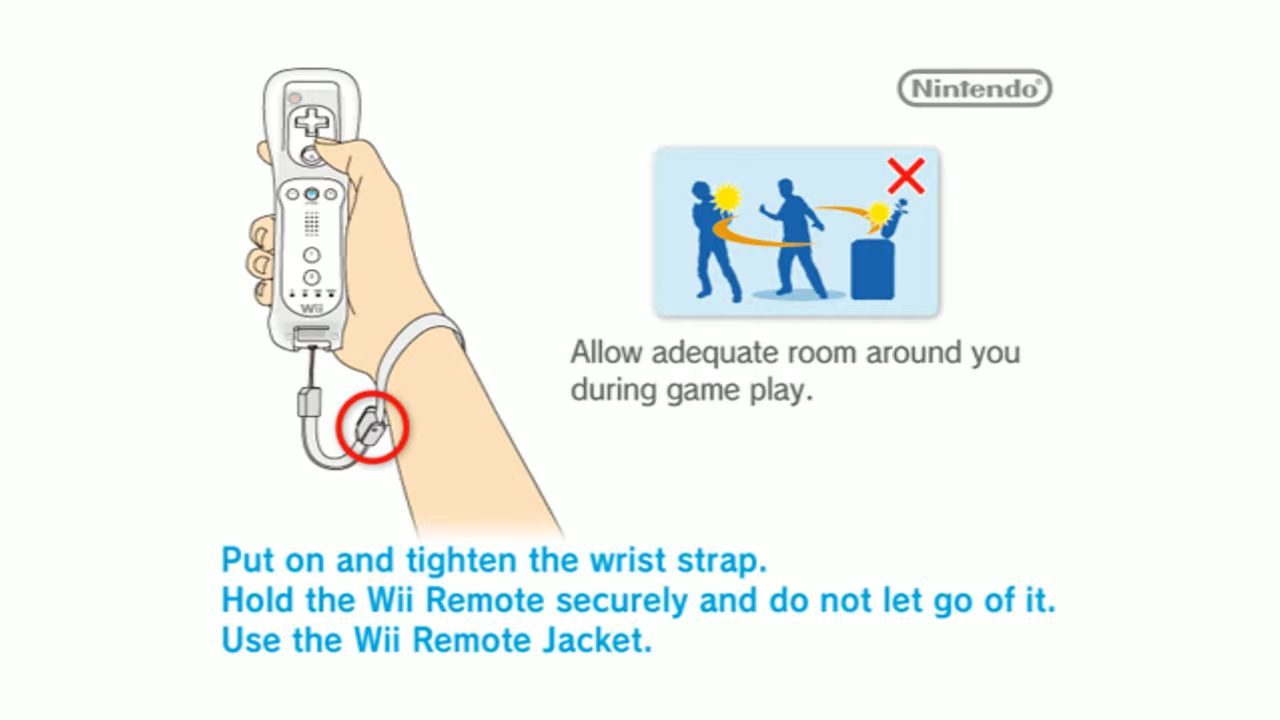 Nintendo®
Allow adequate room around you
during game play.
Wii
Put on and tighten the wrist strap.
Hold the Wii Remote securely and do not let go of it.
Use the Wii Remote Jacket.